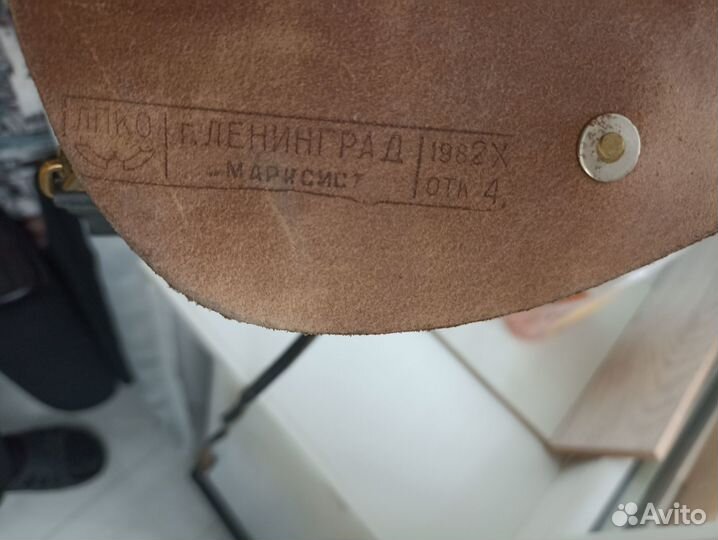 ЛПКО Г. ЛЕНИНГРАД 1982 X
„МАРКСИСТ" ОТК 4
Avito